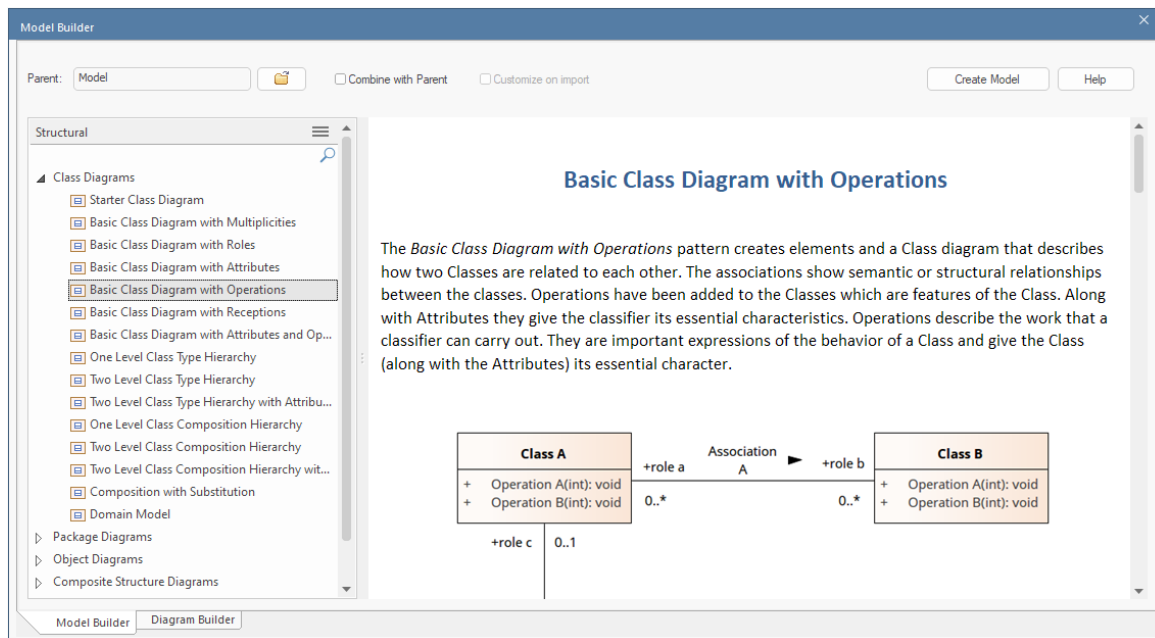 Model Builder
Parent:
Model
Combine with Parent
Customize on import
Create Model
Help
Structural
Class Diagrams
Starter Class Diagram
Basic Class Diagram with Multiplicities
Basic Class Diagram with Roles
Basic Class Diagram with Attributes
Basic Class Diagram with Operations
Basic Class Diagram with Receptions
Basic Class Diagram with Attributes and Op...
One Level Class Type Hierarchy
Two Level Class Type Hierarchy
Two Level Class Type Hierarchy with Attribu...
One Level Class Composition Hierarchy
Two Level Class Composition Hierarchy
Two Level Class Composition Hierarchy wit...
Composition with Substitution
Domain Model
Package Diagrams
Object Diagrams
Composite Structure Diagrams
Basic Class Diagram with Operations
The Basic Class Diagram with Operations pattern creates elements and a Class diagram that describes
how two Classes are related to each other. The associations show semantic or structural relationships
between the classes. Operations have been added to the Classes which are features of the Class. Along
with Attributes they give the classifier its essential characteristics. Operations describe the work that a
classifier can carry out. They are important expressions of the behavior of a Class and give the Class
(along with the Attributes) its essential character.
Class A
+ Operation A(int): void
+ Operation B(int): void
+role a
0..*
Association
A
+role b
0..*
Class B
+ Operation A(int): void
+ Operation B(int): void
+role c
0..1
Model Builder
Diagram Builder